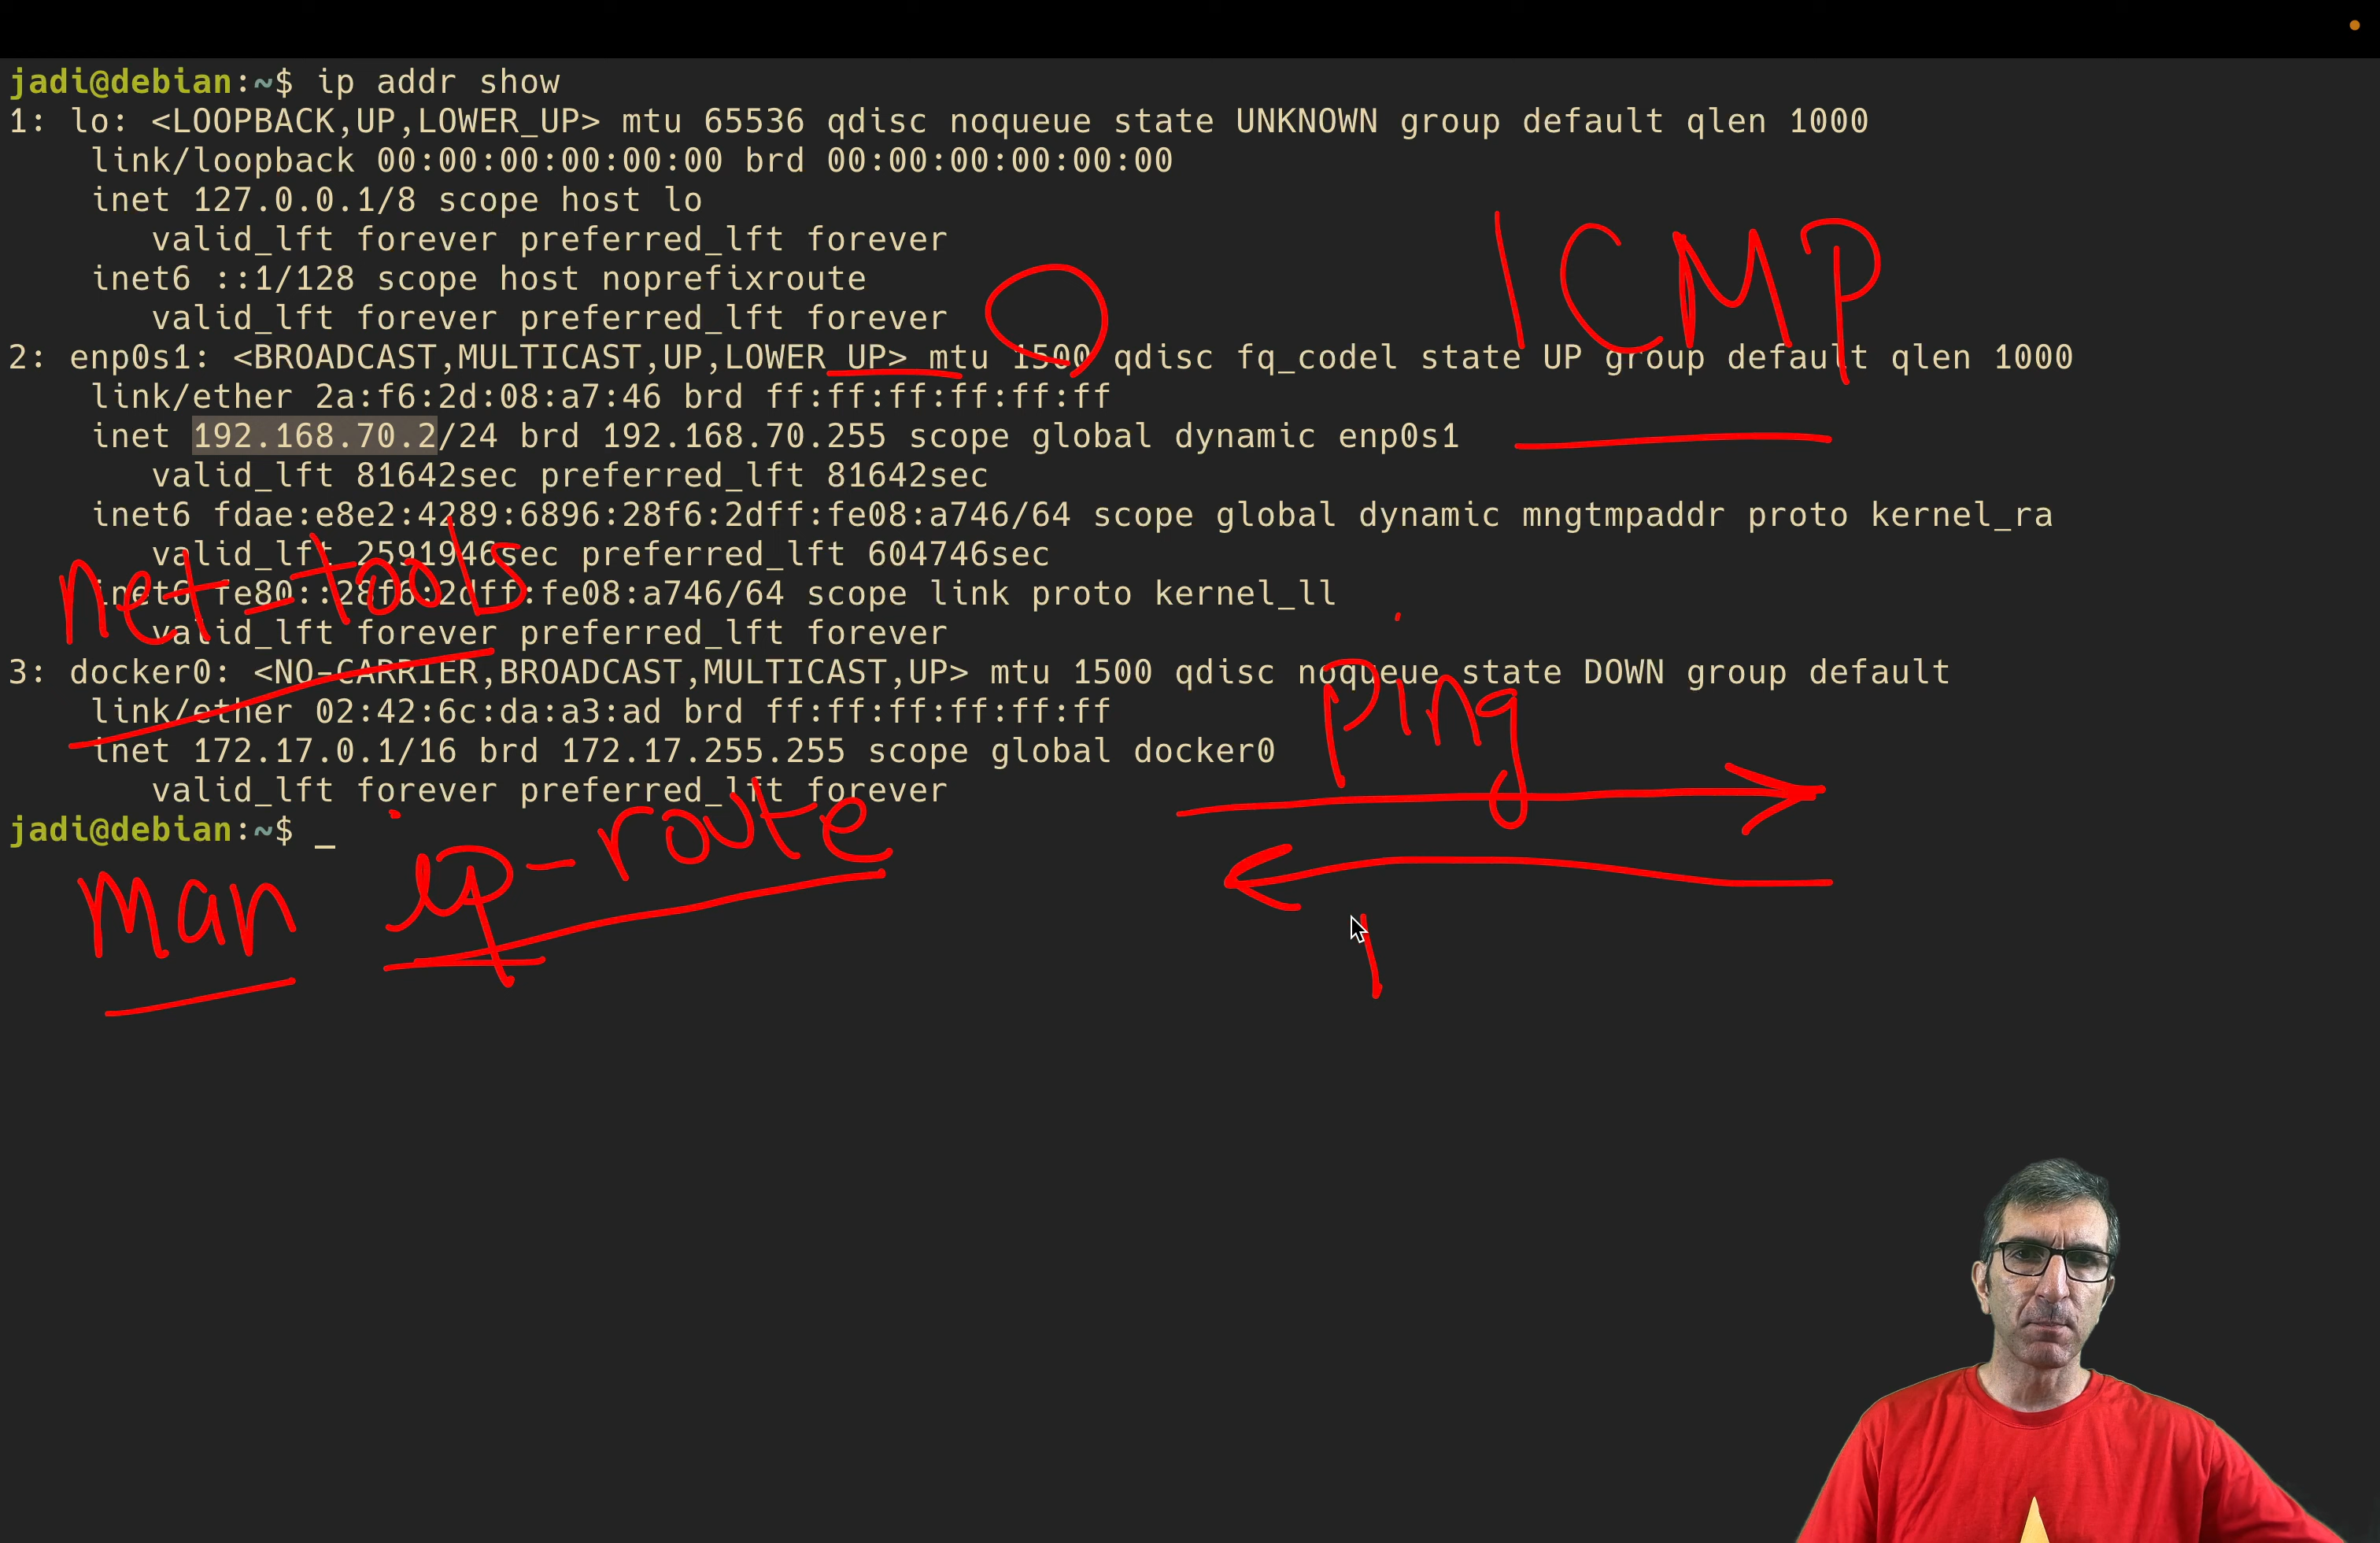 jadi@debian:~$ ip addr show
1: lo: <LOOPBACK,UP,LOWER_UP> mtu 65536 qdisc noqueue state UNKNOWN group default qlen 1000
link/loopback 00:00:00:00:00:00 brd 00:00:00:00:00:00
inet 127.0.0.1/8 scope host lo
valid_lft forever preferred_lft forever
inet6 ::1/128 scope host noprefixroute
valid_lft forever preferred_lft forever
ICMP
2: enp0s1: <BROADCAST,MULTICAST,UP,LOWER_UP> mtu 1500 qdisc fq_codel state UP group default qlen 1000
link/ether 2a:f6:2d:08:a7:46 brd ff:ff:ff:ff:ff:ff
inet 192.168.70.2/24 brd 192.168.70.255 scope global dynamic enp0s1
valid_lft 81642sec preferred_lft 81642sec
inet6 fdae:e8e2:4289:6896:28f6:2dff:fe08:a746/64 scope global dynamic mngtmpaddr proto kernel_ra
valid_lft 2591946sec preferred_lft 604746sec
net-tools
inet6 fe80::28f6:2dff:fe08:a746/64 scope link proto kernel_ll
valid_lft forever preferred_lft forever
3: docker0: <NO-CARRIER,BROADCAST,MULTICAST,UP> mtu 1500 qdisc noqueue state DOWN group default
link/ether 02:42:6c:da:a3:ad brd ff:ff:ff:ff:ff:ff
Ping
inet 172.17.0.1/16 brd 172.17.255.255 scope global docker0
valid_lft forever preferred_lft forever
jadi@debian:~$ _
man ip-route